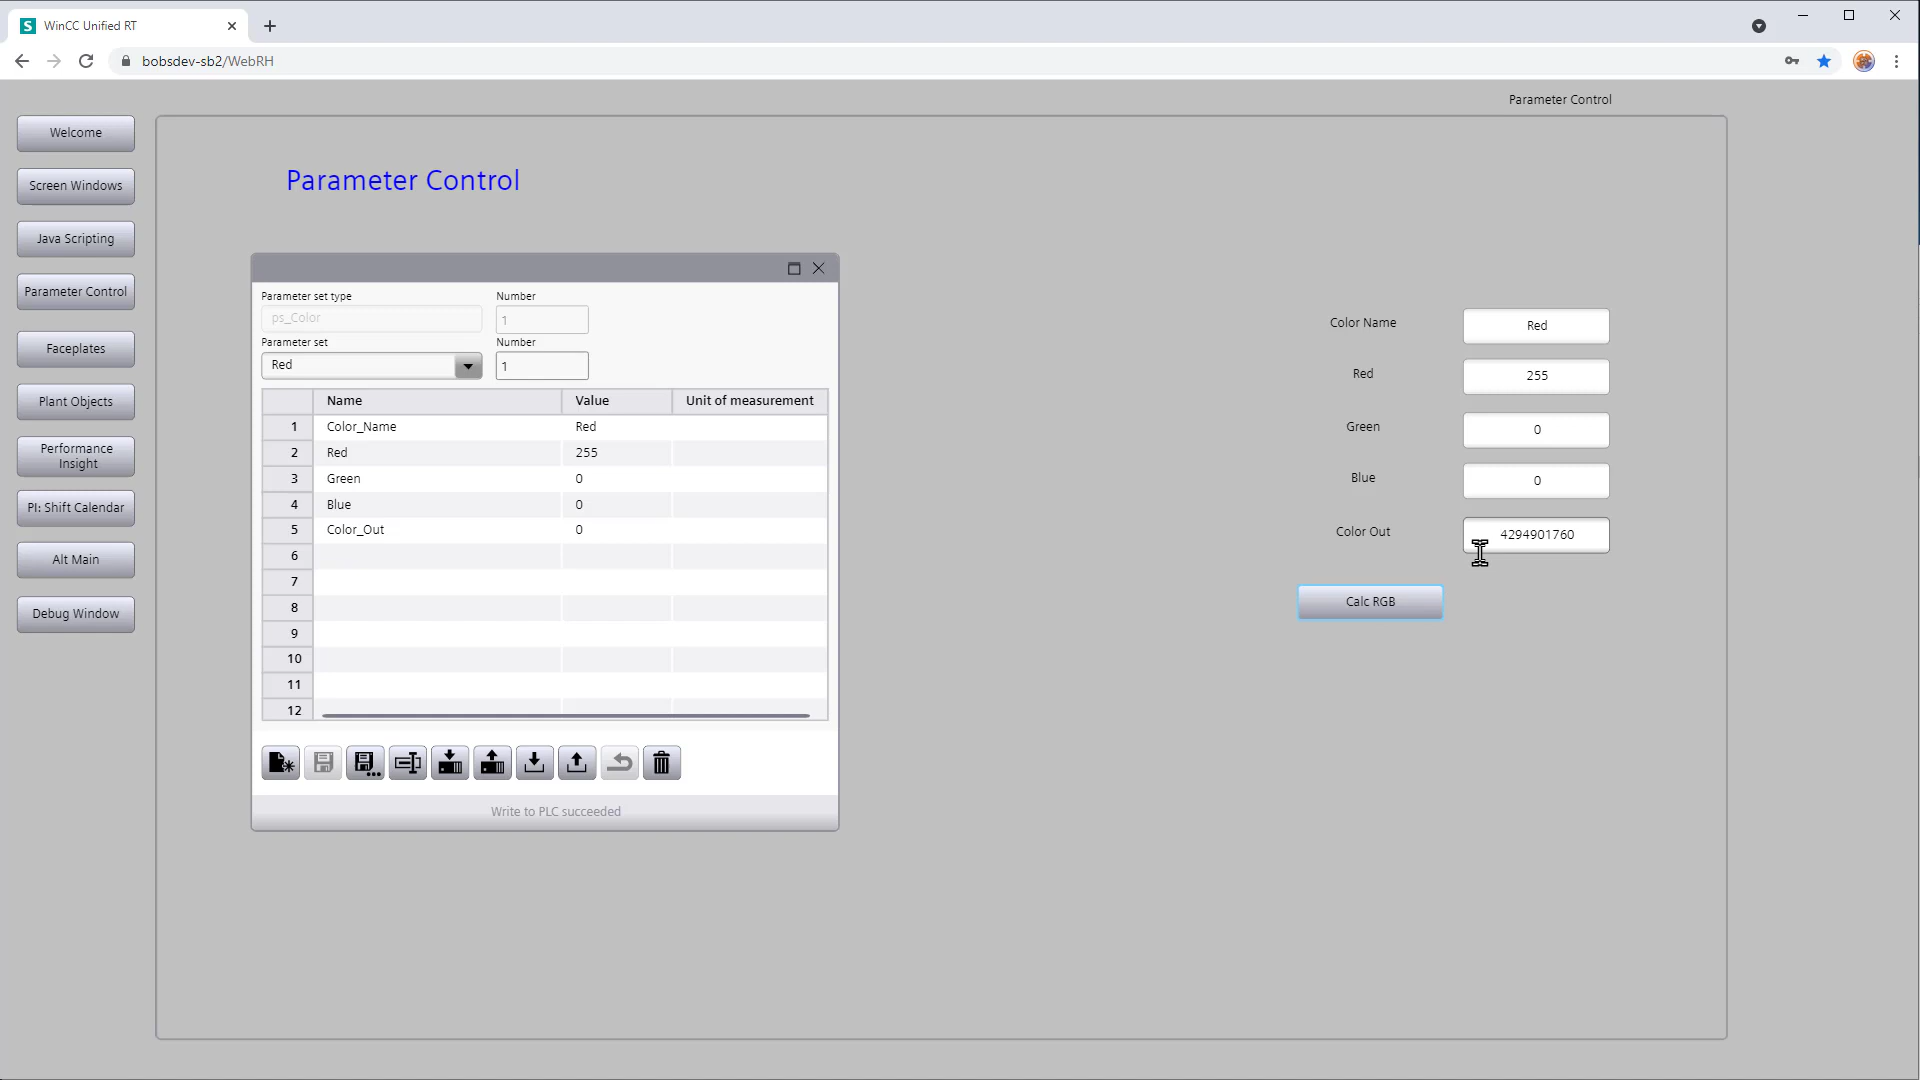 WinCC Unified RT
bobsdev-sb2/WebRH
Parameter Control
Welcome
Screen Windows
Java Scripting
Parameter Control
Faceplates
Plant Objects
Performance
Insight
PI: Shift Calendar
Alt Main
Debug Window
Parameter Control
Parameter set type Number
ps_Color 1
Parameter set Number
Red 1
Name Value Unit of measurement
1 Color_Name Red
2 Red 255
3 Green 0
4 Blue 0
5 Color_Out 0
6
7
8
9
10
11
12
Write to PLC succeeded
Color Name Red
Red 255
Green 0
Blue 0
Color Out 4294901760
Calc RGB